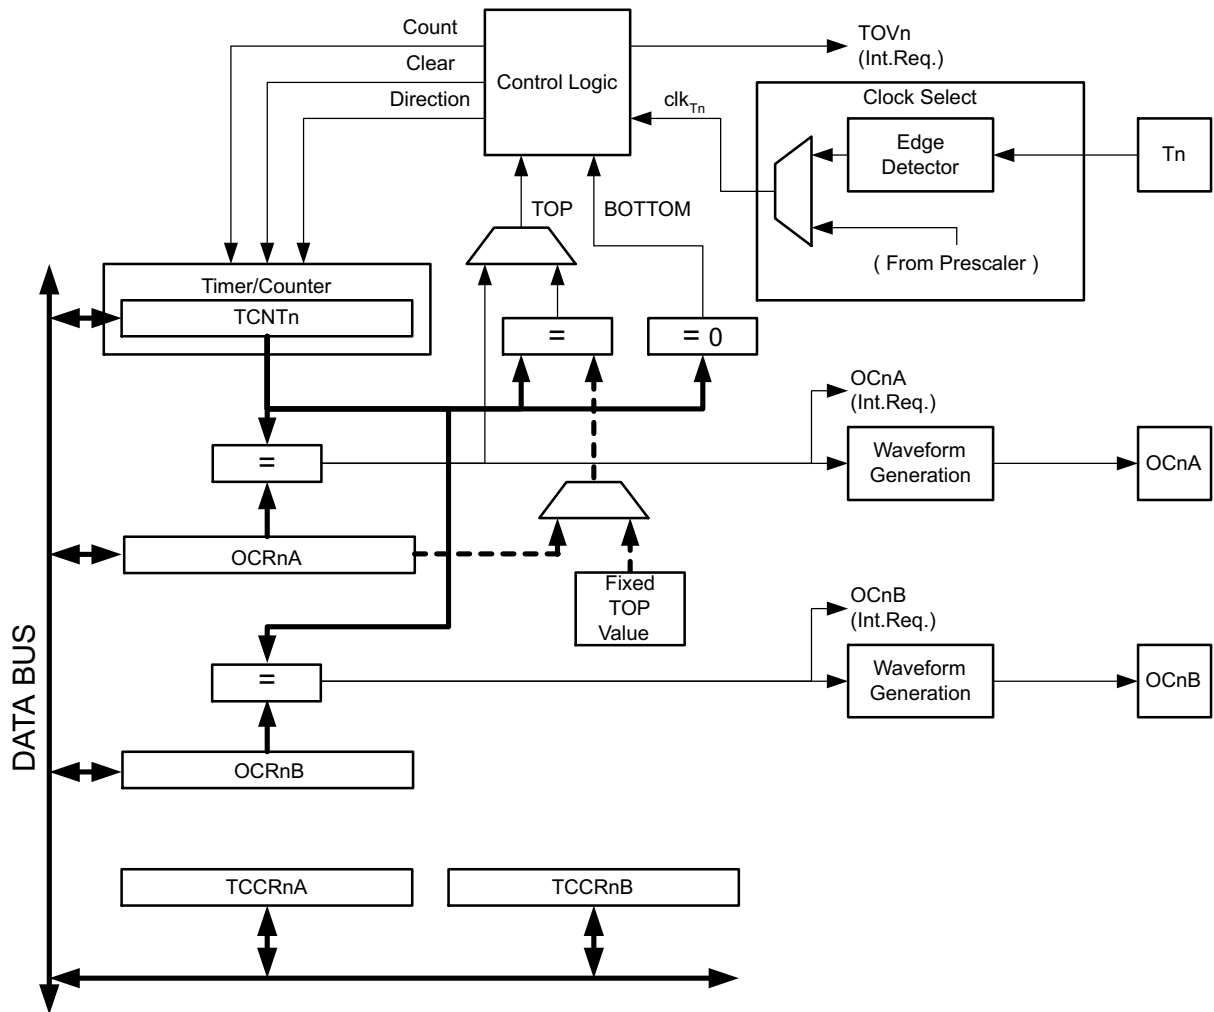 Count
Clear
Direction
Control Logic
TOVn
(Int.Req.)
clkTn
Clock Select
Edge
Detector
Tn
( From Prescaler )
TOP
BOTTOM
Timer/Counter
TCNTn
=
= 0
OCnA
(Int.Req.)
=
Waveform
Generation
OCnA
OCRnA
Fixed
TOP
Value
OCnB
(Int.Req.)
=
Waveform
Generation
OCnB
OCRnB
DATA BUS
TCCRnA
TCCRnB